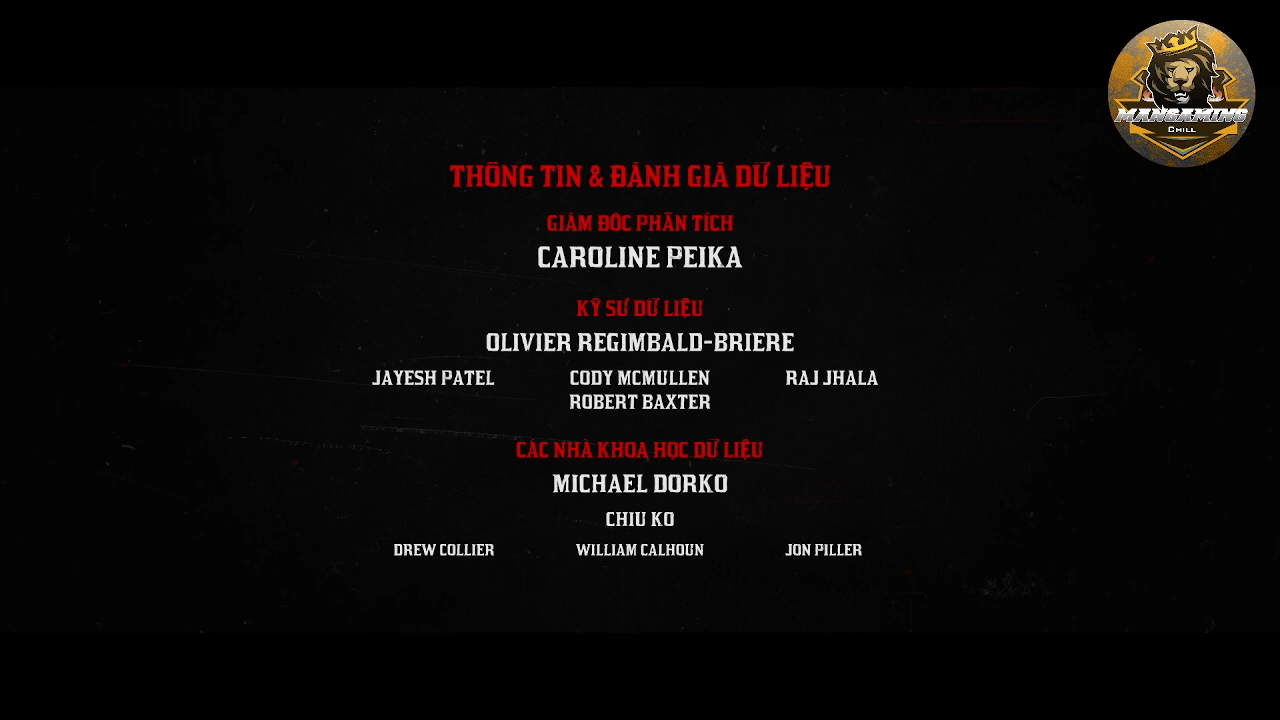 MANGAMING
CHILL
THÔNG TIN & ĐÁNH GIÁ DỮ LIỆU
GIÁM ĐỐC PHÂN TÍCH
CAROLINE PEIKA
KỸ SƯ DỮ LIỆU
OLIVIER REGIMBALD-BRIERE
JAYESH PATEL CODY MCMULLEN RAJ JHALA
ROBERT BAXTER
CÁC NHÀ KHOA HỌC DỮ LIỆU
MICHAEL DORKO
CHIU KO
DREW COLLIER WILLIAM CALHOUN JON PILLER